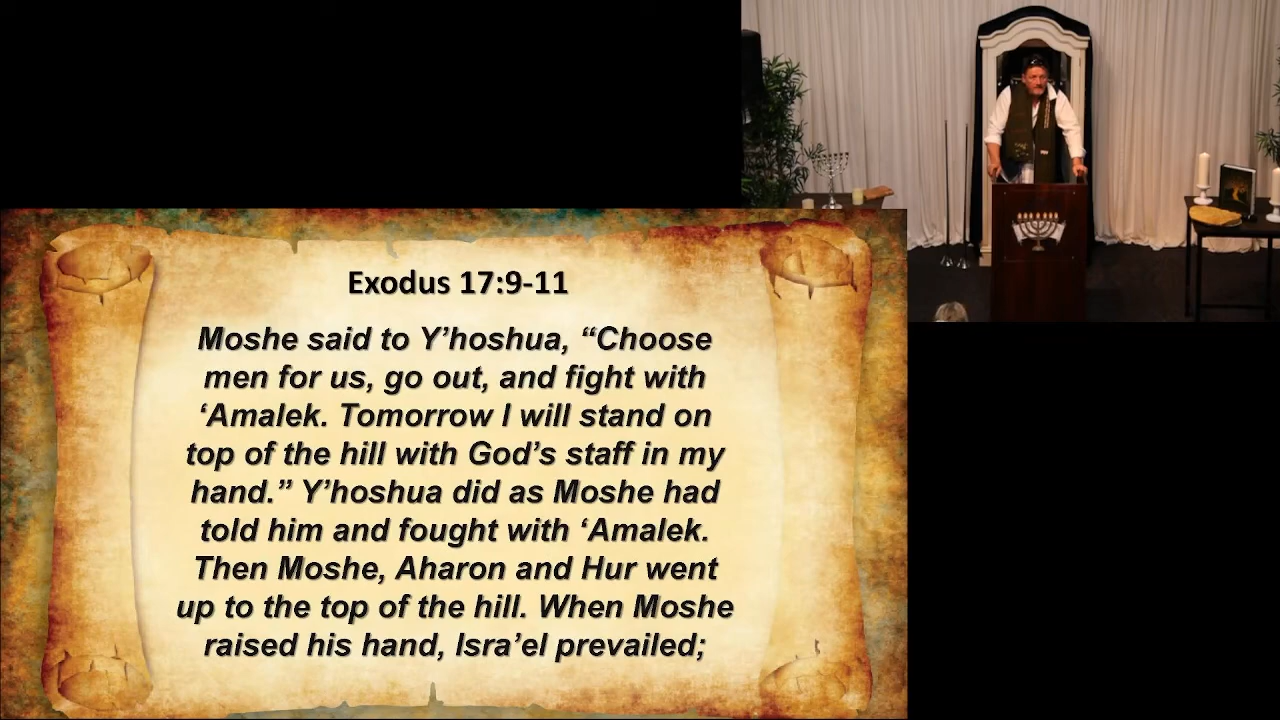 Exodus 17:9-11
Moshe said to Y’hoshua, “Choose
men for us, go out, and fight with
‘Amalek. Tomorrow I will stand on
top of the hill with God’s staff in my
hand.” Y’hoshua did as Moshe had
told him and fought with ‘Amalek.
Then Moshe, Aharon and Hur went
up to the top of the hill. When Moshe
raised his hand, Isra’el prevailed;